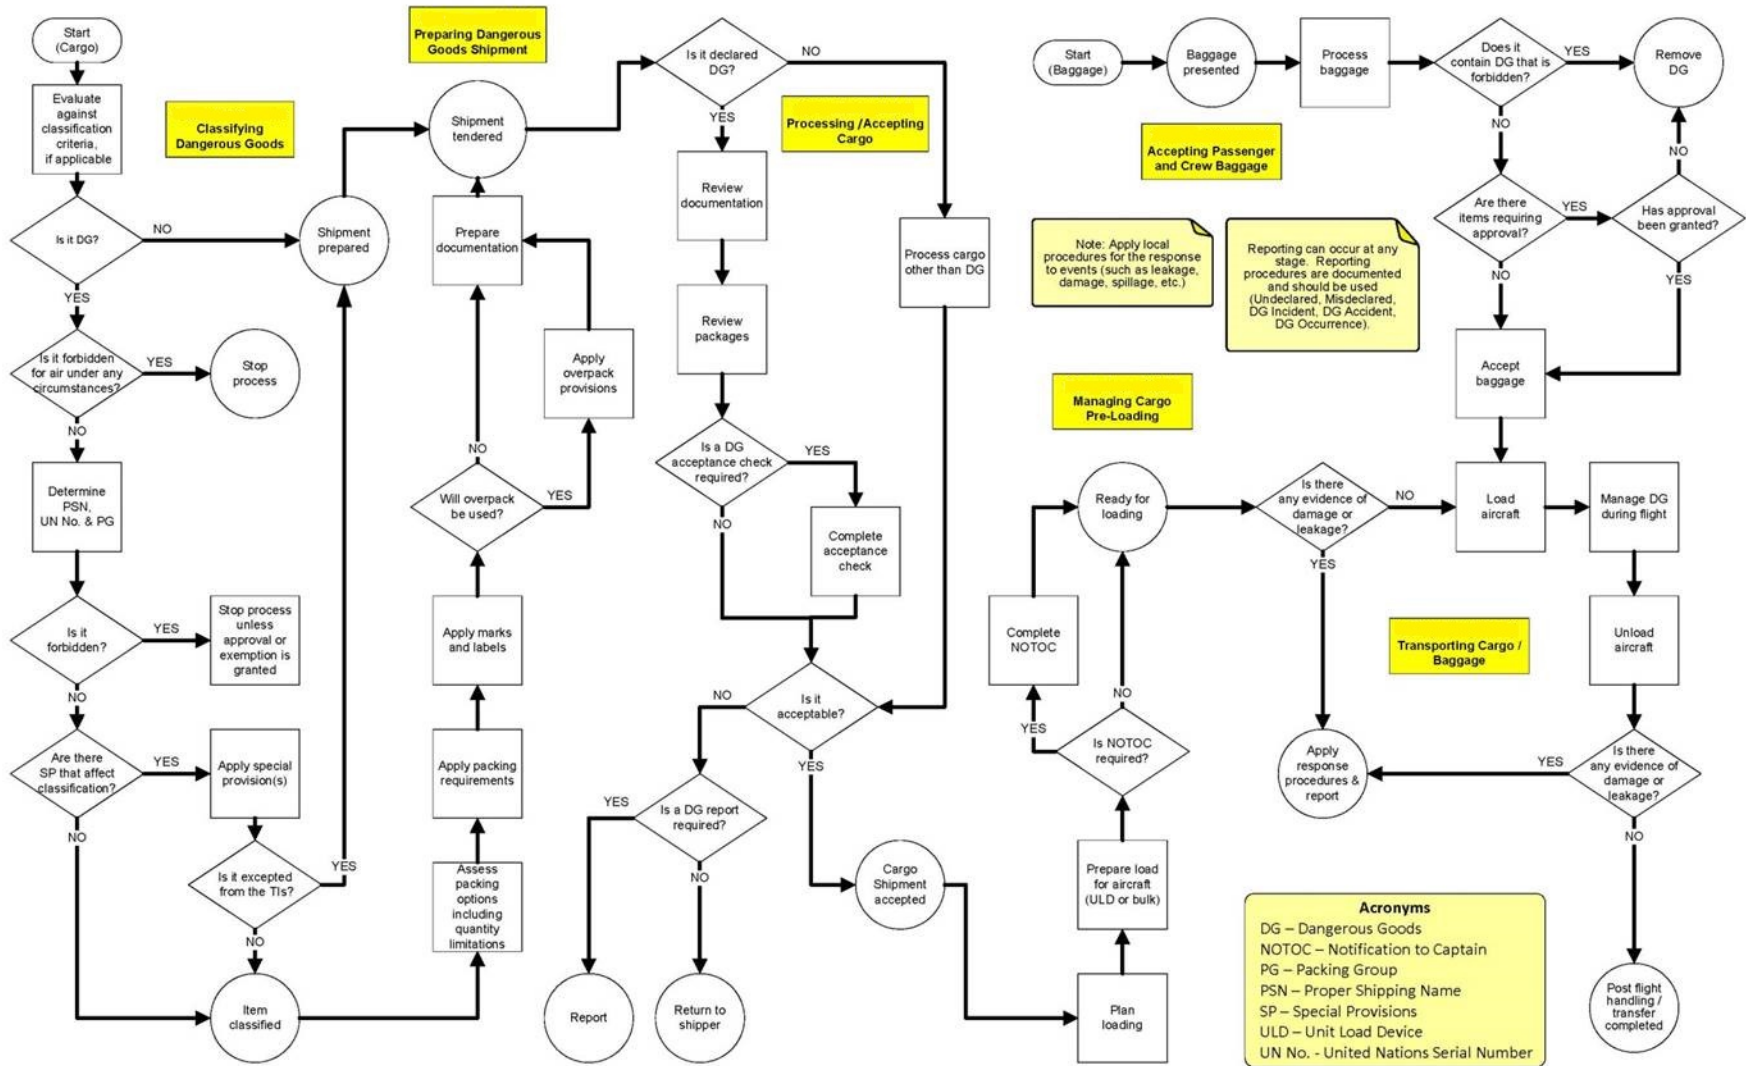 Start
(Cargo)
Evaluate
against
classification
criteria,
if applicable
Classifying
Dangerous Goods
Is it DG?
NO
YES
Shipment
prepared
Is it forbidden
for air under any
circumstances?
YES
Stop
process
NO
Determine
PSN,
UN No. & PG
Is it
forbidden?
YES
Stop process
unless
approval or
exemption is
granted
NO
Are there
SP that affect
classification?
YES
Apply special
provision(s)
NO
Is it excepted
from the TIs?
YES
NO
Item
classified
Preparing Dangerous
Goods Shipment
Shipment
tendered
Prepare
documentation
Apply
overpack
provisions
NO
Will overpack
be used?
YES
Apply marks
and labels
Apply packing
requirements
Assess
packing
options
including
quantity
limitations
Is it declared
DG?
NO
YES
Processing /Accepting
Cargo
Review
documentation
Process cargo
other than DG
Review
packages
Is a DG
acceptance check
required?
YES
NO
Complete
acceptance
check
Is it
acceptable?
NO
YES
Is a DG report
required?
YES
NO
Report
Return to
shipper
Cargo
Shipment
accepted
Start
(Baggage)
Baggage
presented
Process
baggage
Does it
contain DG that is
forbidden?
YES
Remove
DG
NO
NO
Accepting Passenger
and Crew Baggage
Are there
items requiring
approval?
YES
Has approval
been granted?
NO
YES
Note: Apply local
procedures for the response
to events (such as leakage,
damage, spillage, etc.)
Reporting can occur at any
stage. Reporting
procedures are documented
and should be used
(Undeclared, Misdeclared,
DG Incident, DG Accident,
DG Occurrence).
Accept
baggage
Managing Cargo
Pre-Loading
Ready for
loading
Is there
any evidence of
damage or
leakage?
NO
YES
Load
aircraft
Manage DG
during flight
Complete
NOTOC
NO
YES
Is NOTOC
required?
Prepare load
for aircraft
(ULD or bulk)
Plan
loading
Transporting Cargo /
Baggage
Unload
aircraft
Apply
response
procedures &
report
YES
Is there
any evidence of
damage or
leakage?
NO
Post flight
handling /
transfer
completed
Acronyms
DG – Dangerous Goods
NOTOC – Notification to Captain
PG – Packing Group
PSN – Proper Shipping Name
SP – Special Provisions
ULD – Unit Load Device
UN No. - United Nations Serial Number